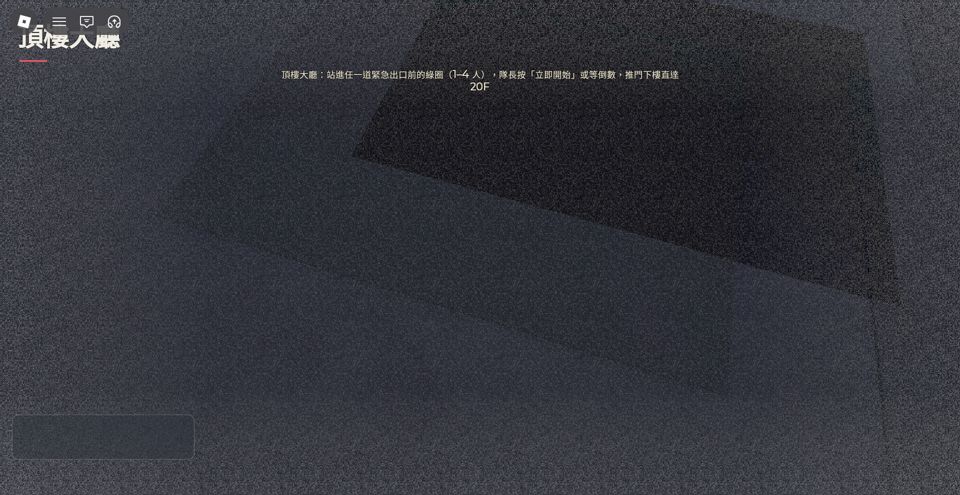 頂樓大廳
頂樓大廳：站進任一道緊急出口前的綠圈（1–4 人），隊長按「立即開始」或等倒數，推門下樓直達
20F